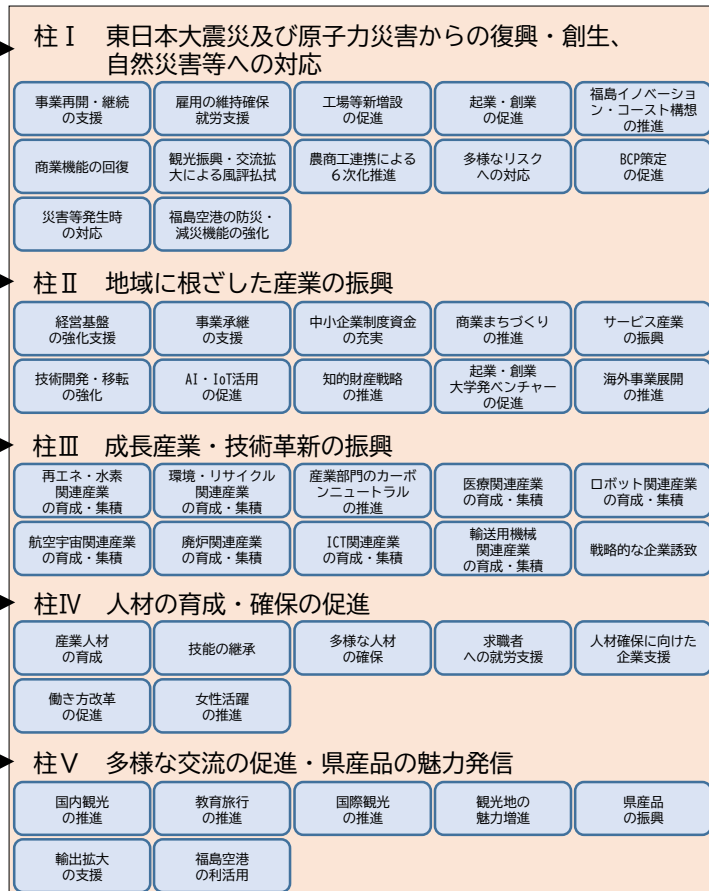 柱Ⅰ　東日本大震災及び原子力災害からの復興・創生、
自然災害等への対応
事業再開・継続
の支援
雇用の維持確保
就労支援
工場等新増設
の促進
起業・創業
の促進
福島イノベーショ
ン・コースト構想
の推進
商業機能の回復
観光振興・交流拡
大による風評払拭
農商工連携による
６次化推進
多様なリスク
への対応
BCP策定
の促進
災害等発生時
の対応
福島空港の防災・
減災機能の強化
柱Ⅱ　地域に根ざした産業の振興
経営基盤
の強化支援
事業承継
の支援
中小企業制度資金
の充実
商業まちづくり
の推進
サービス産業
の振興
技術開発・移転
の強化
AI・IoT活用
の促進
知的財産戦略
の推進
起業・創業
大学発ベンチャー
の促進
海外事業展開
の推進
柱Ⅲ　成長産業・技術革新の振興
再エネ・水素
関連産業
の育成・集積
環境・リサイクル
関連産業
の育成・集積
産業部門のカーボ
ンニュートラル
の推進
医療関連産業
の育成・集積
ロボット関連産業
の育成・集積
航空宇宙関連産業
の育成・集積
廃炉関連産業
の育成・集積
ICT関連産業
の育成・集積
輸送用機械
関連産業
の育成・集積
戦略的な企業誘致
柱Ⅳ　人材の育成・確保の促進
産業人材
の育成
技能の継承
多様な人材
の確保
求職者
への就労支援
人材確保に向けた
企業支援
働き方改革
の促進
女性活躍
の推進
柱Ⅴ　多様な交流の促進・県産品の魅力発信
国内観光
の推進
教育旅行
の推進
国際観光
の推進
観光地の
魅力増進
県産品
の振興
輸出拡大
の支援
福島空港
の利活用